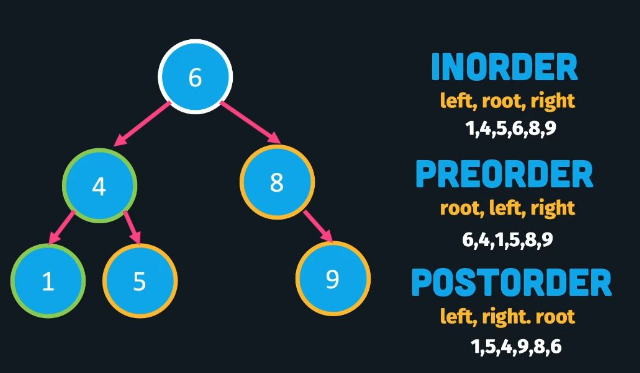 6
4
8
1
5
9
INORDER
left, root, right
1,4,5,6,8,9
PREORDER
root, left, right
6,4,1,5,8,9
POSTORDER
left, right. root
1,5,4,9,8,6